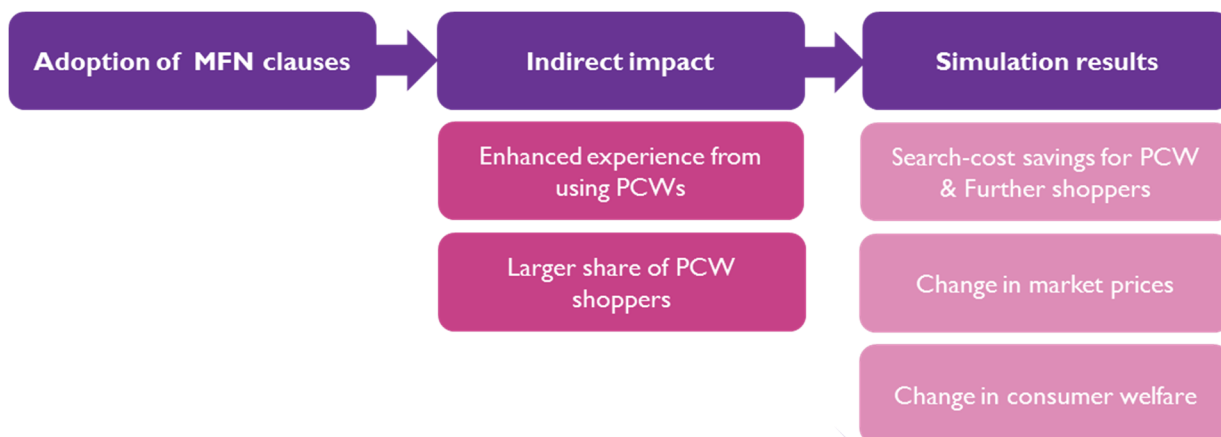 Adoption of MFN clauses
Indirect impact
Simulation results
Enhanced experience from
using PCWs
Search-cost savings for PCW
& Further shoppers
Larger share of PCW
shoppers
Change in market prices
Change in consumer welfare